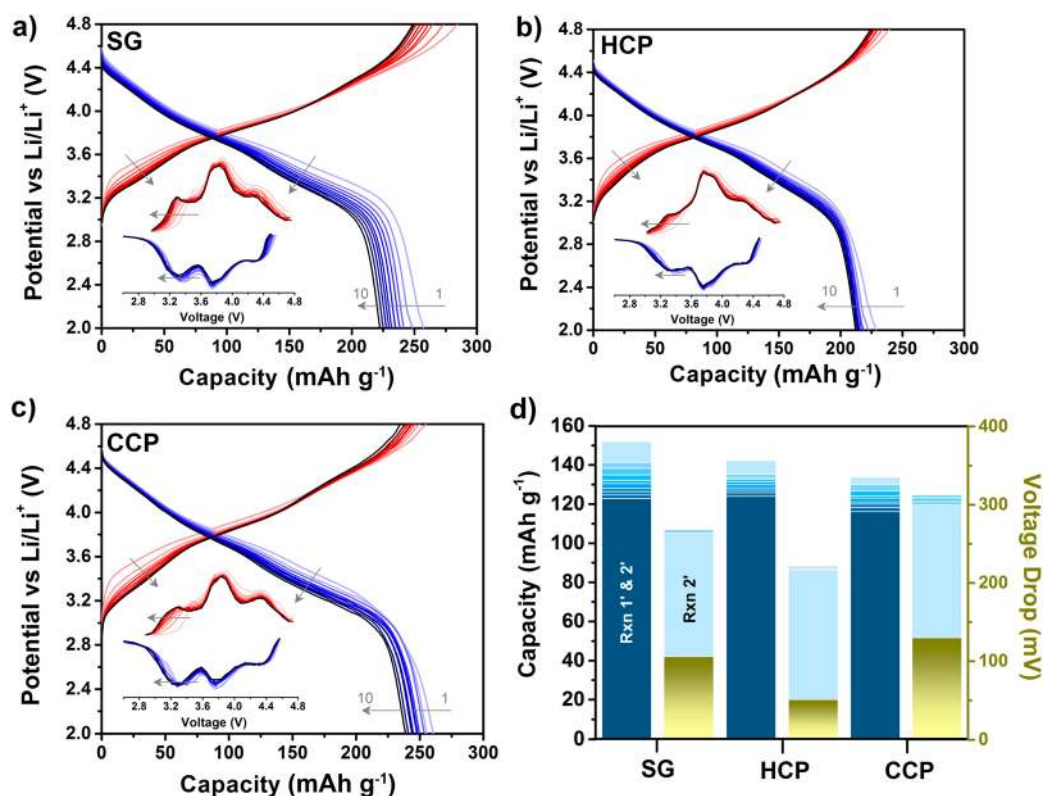 a)
SG
4.8
4.4
4.0
3.6
3.2
2.8
2.4
2.0
Potential vs Li/Li⁺ (V)
2.8 3.2 3.6 4.0 4.4 4.8
Voltage (V)
10 1
0 50 100 150 200 250 300
Capacity (mAh g⁻¹)
b)
HCP
4.8
4.4
4.0
3.6
3.2
2.8
2.4
2.0
Potential vs Li/Li⁺ (V)
2.8 3.2 3.6 4.0 4.4 4.8
Voltage (V)
10 1
0 50 100 150 200 250 300
Capacity (mAh g⁻¹)
c)
CCP
4.8
4.4
4.0
3.6
3.2
2.8
2.4
2.0
Potential vs Li/Li⁺ (V)
2.8 3.2 3.6 4.0 4.4 4.8
Voltage (V)
10 1
0 50 100 150 200 250 300
Capacity (mAh g⁻¹)
d)
160
140
120
100
80
60
40
20
0
Capacity (mAh g⁻¹)
Rxn 1' & 2'
Rxn 2'
400
300
200
100
0
Voltage Drop (mV)
SG HCP CCP